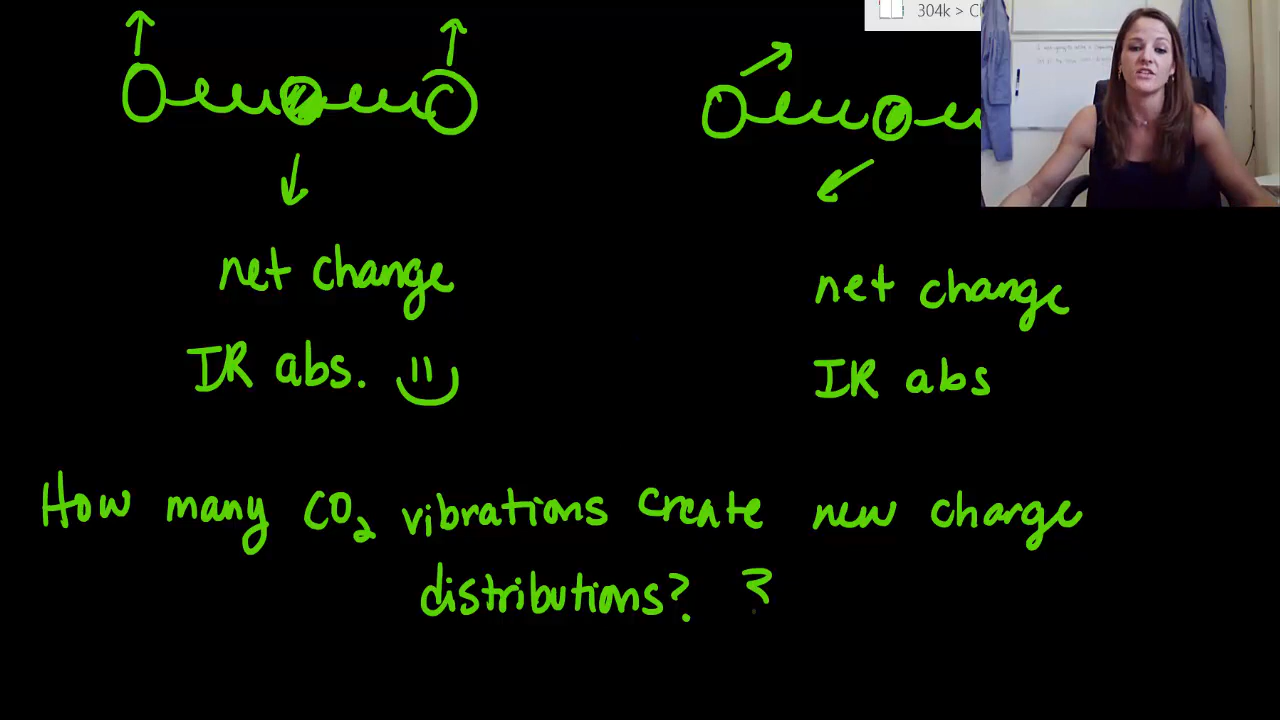 304k > C
net change
net change
IR abs.
IR abs
How many CO₂ vibrations create new charge
distributions? 3